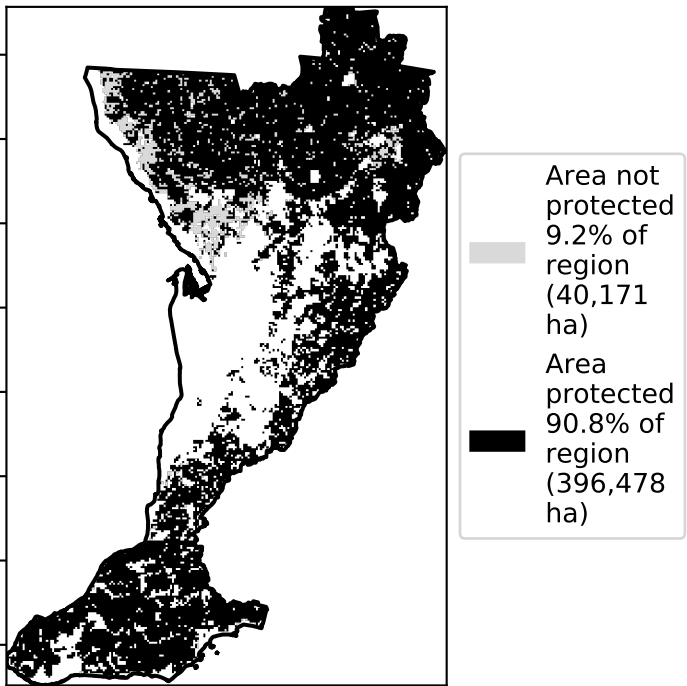 Area not
protected
9.2% of
region
(40,171
ha)
Area
protected
90.8% of
region
(396,478
ha)